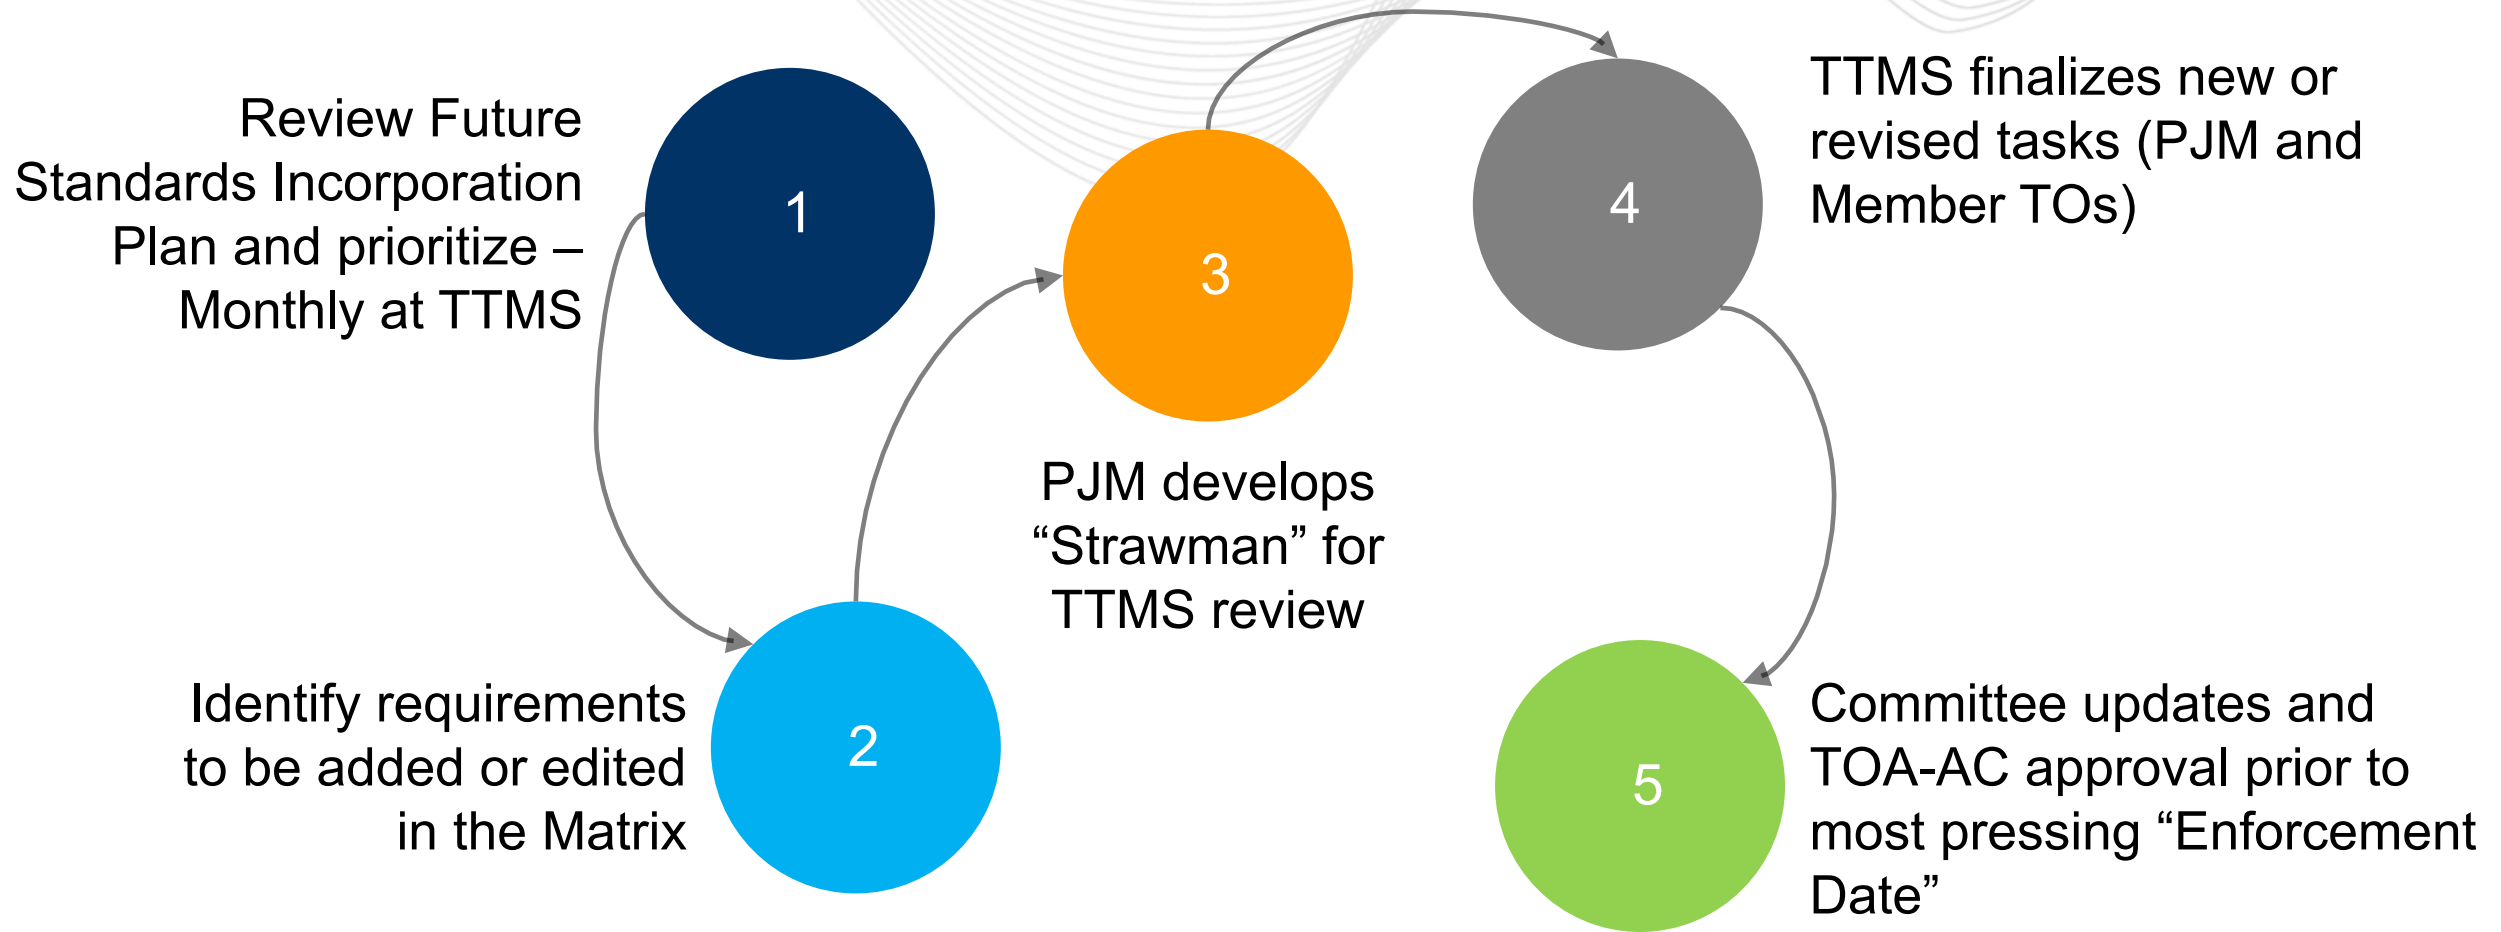 Review Future
Standards Incorporation
Plan and prioritize –
Monthly at TTMS
1
Identify requirements
to be added or edited
in the Matrix
2
3
PJM develops
“Strawman” for
TTMS review
4
TTMS finalizes new or
revised tasks (PJM and
Member TOs)
5
Committee updates and
TOA-AC approval prior to
most pressing “Enforcement
Date”